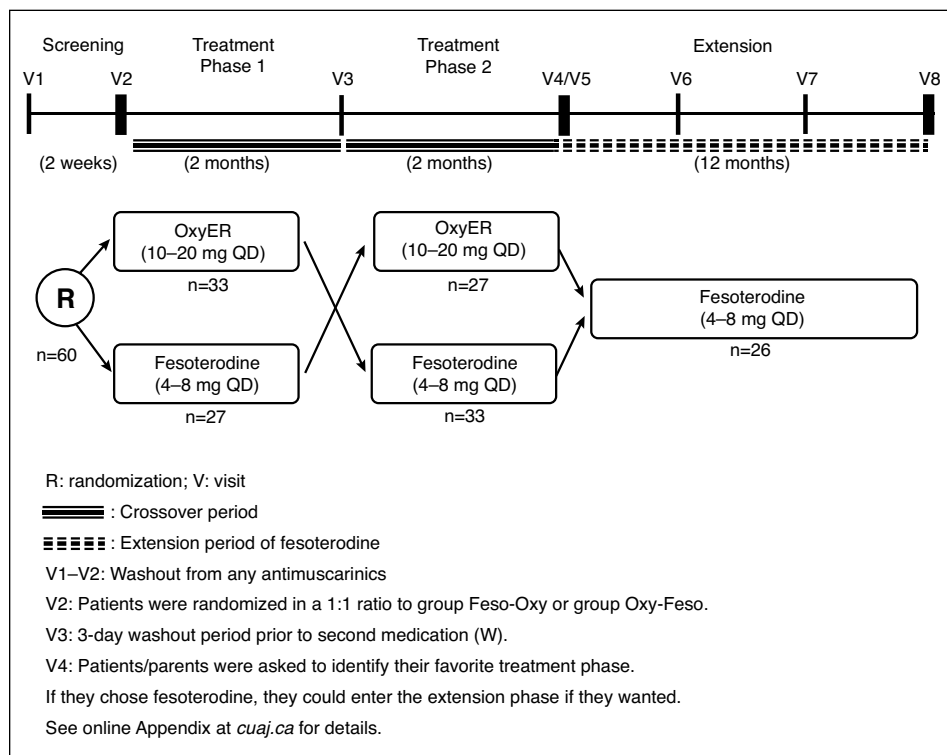 Screening
Treatment
Phase 1
Treatment
Phase 2
Extension
V1
V2
V3
V4/V5
V6
V7
V8
(2 weeks)
(2 months)
(2 months)
(12 months)
R
n=60
OxyER
(10–20 mg QD)
n=33
Fesoterodine
(4–8 mg QD)
n=27
OxyER
(10–20 mg QD)
n=27
Fesoterodine
(4–8 mg QD)
n=33
Fesoterodine
(4–8 mg QD)
n=26
R: randomization; V: visit
: Crossover period
: Extension period of fesoterodine
V1–V2: Washout from any antimuscarinics
V2: Patients were randomized in a 1:1 ratio to group Feso-Oxy or group Oxy-Feso.
V3: 3-day washout period prior to second medication (W).
V4: Patients/parents were asked to identify their favorite treatment phase.
If they chose fesoterodine, they could enter the extension phase if they wanted.
See online Appendix at cuaj.ca for details.